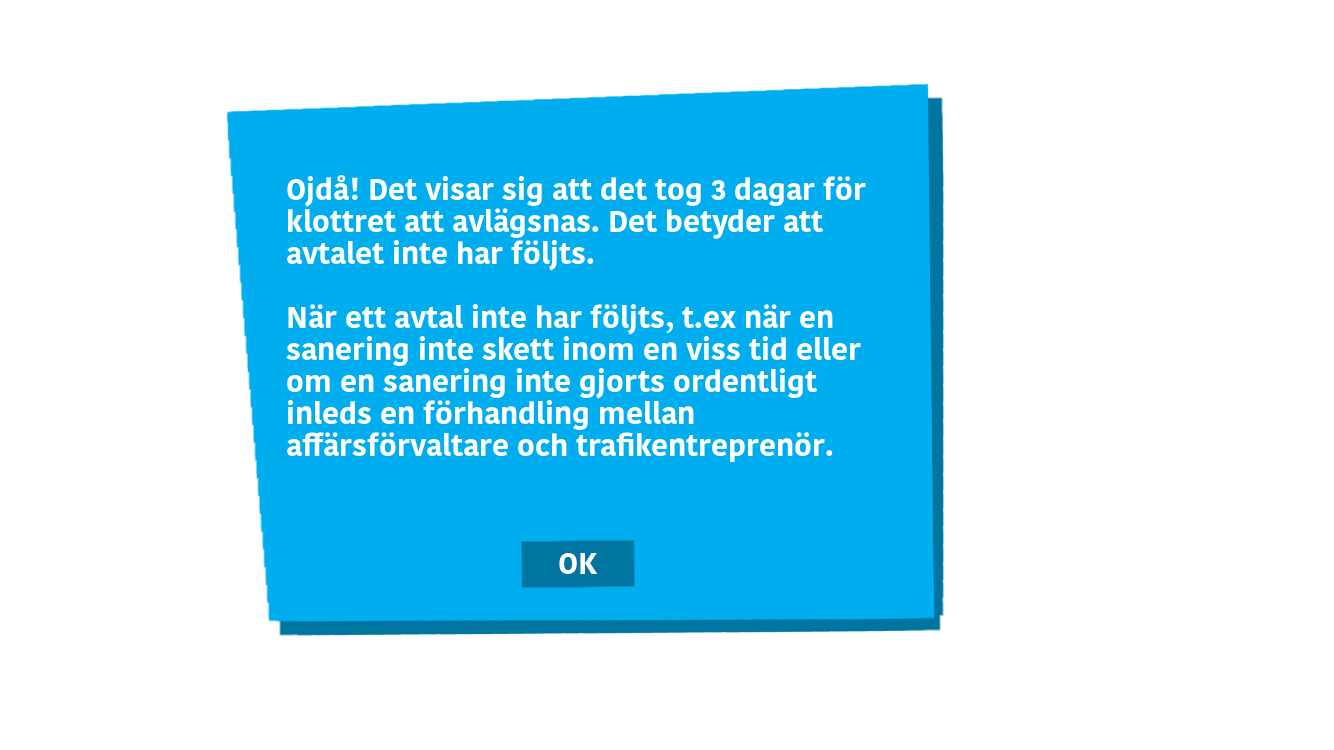 Ojdå! Det visar sig att det tog 3 dagar för
klottret att avlägsnas. Det betyder att
avtalet inte har följts.
När ett avtal inte har följts, t.ex när en
sanering inte skett inom en viss tid eller
om en sanering inte gjorts ordentligt
inleds en förhandling mellan
affärsförvaltare och trafikentreprenör.
OK